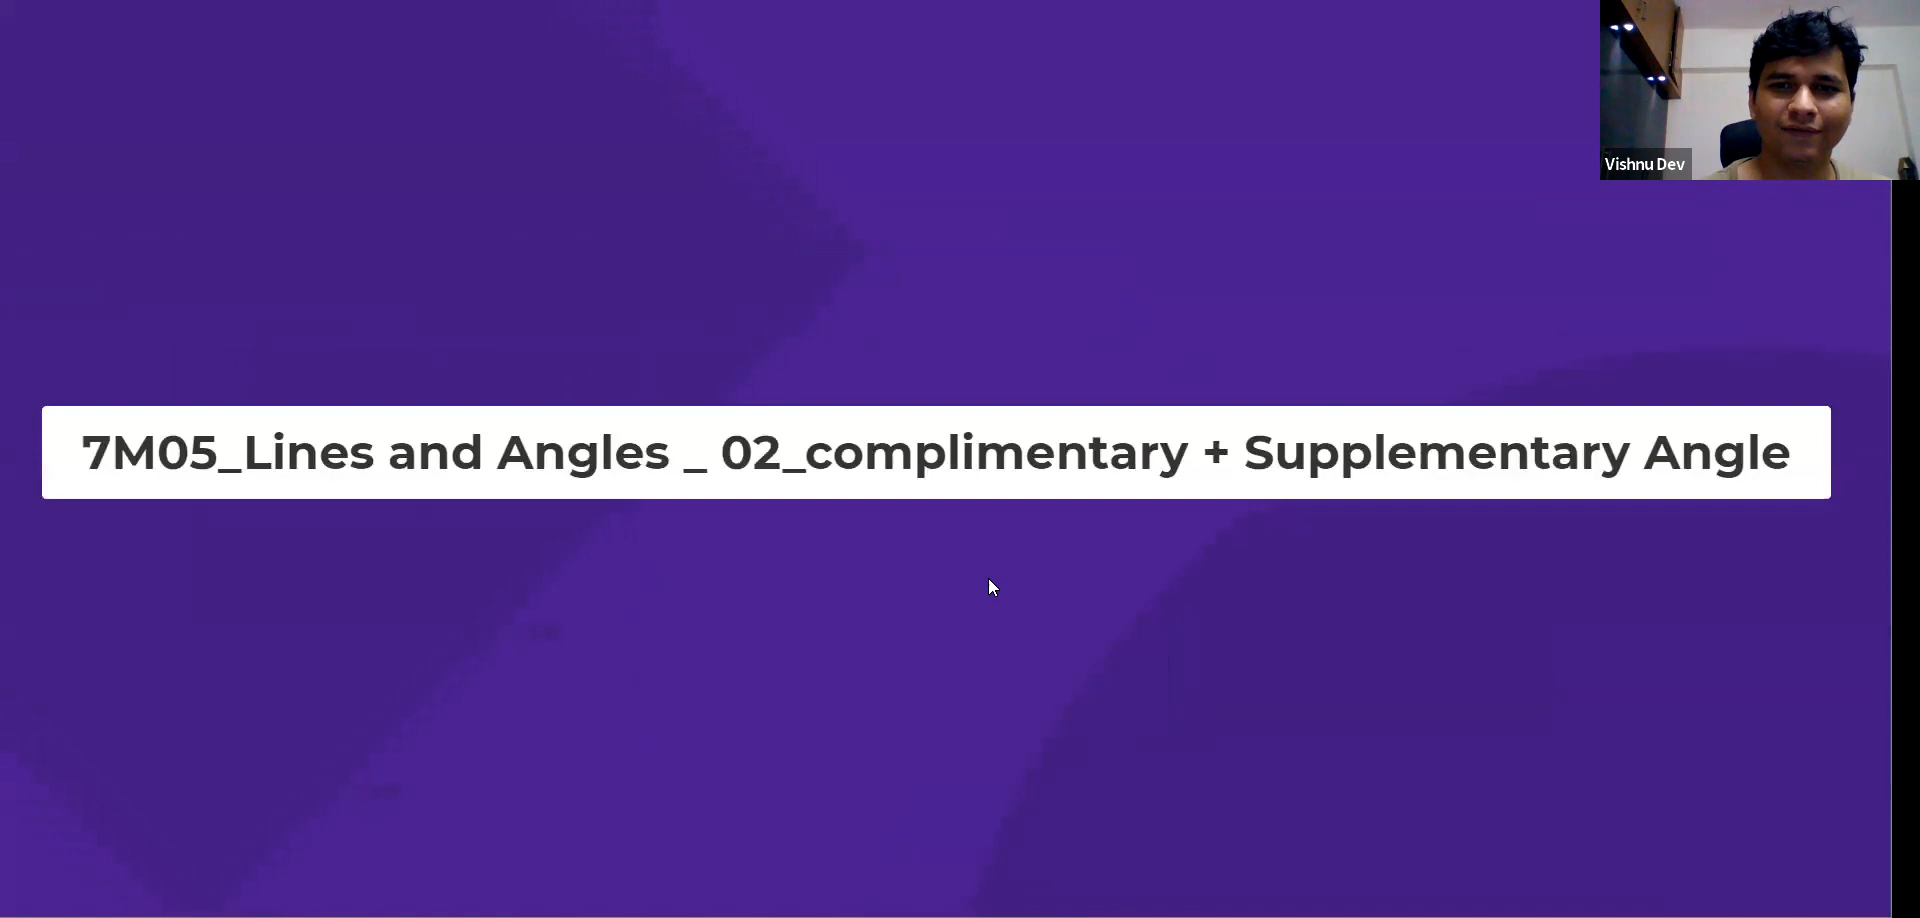 Vishnu Dev
7M05_Lines and Angles _ 02_complimentary + Supplementary Angle